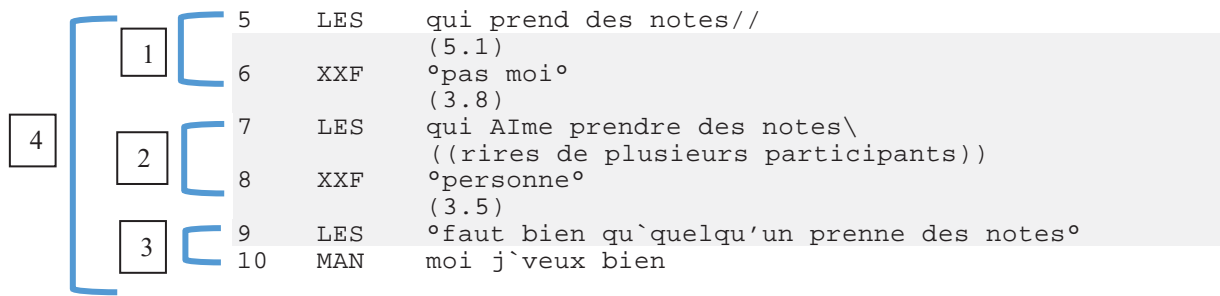 5 LES qui prend des notes//
(5.1)
1
6 XXF °pas moi°
(3.8)
4
7 LES qui AIme prendre des notes\
2
((rires de plusieurs participants))
8 XXF °personne°
(3.5)
3
9 LES °faut bien qu`quelqu'un prenne des notes°
10 MAN moi j`veux bien